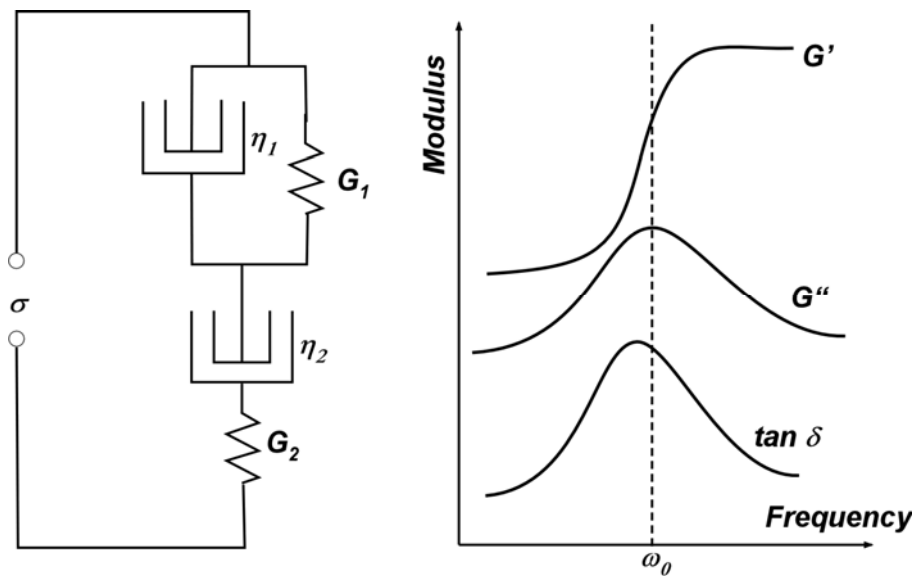 η1
G1
σ
η2
G2
Modulus
G’
G“
tan δ
Frequency
ω0